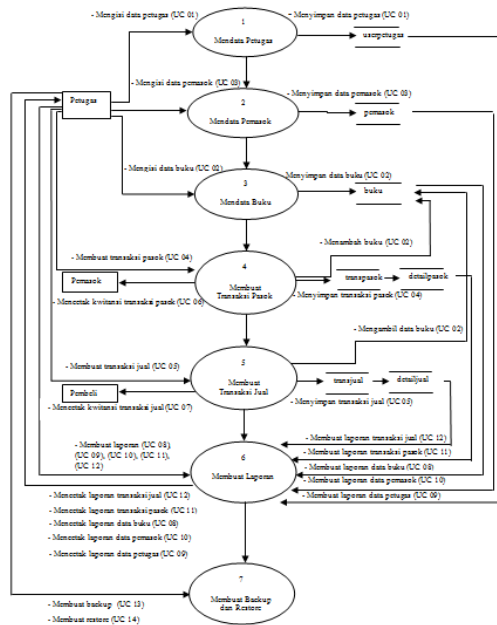 - Mengisi data petugas (UC 01)
1
Mendata Petugas
- Menyimpan data petugas (UC 01)
userpetugas
Petugas
- Mengisi data pemasok (UC 03)
2
Mendata Pemasok
- Menyimpan data pemasok (UC 03)
pemasok
- Mengisi data buku (UC 02)
3
Mendata Buku
- Menyimpan data buku (UC 02)
buku
- Membuat transaksi pasok (UC 04)
4
Membuat
Transaksi Pasok
- Menambah buku (UC 02)
Pemasok
- Mencetak kwitansi transaksi pasok (UC 06)
transpasok
detailpasok
- Menyimpan transaksi pasok (UC 04)
- Mengambil data buku (UC 02)
- Membuat transaksi jual (UC 05)
5
Membuat
Transaksi Jual
Pembeli
- Mencetak kwitansi transaksi jual (UC 07)
transjual
detailjual
- Menyimpan transaksi jual (UC 05)
- Membuat laporan (UC 08),
(UC 09), (UC 10), (UC 11),
(UC 12)
6
Membuat Laporan
- Membuat laporan transaksi jual (UC 12)
- Membuat laporan transaksi pasok (UC 11)
- Membuat laporan data buku (UC 08)
- Membuat laporan data pemasok (UC 10)
- Membuat laporan data petugas (UC 09)
- Mencetak laporan transaksi jual (UC 12)
- Mencetak laporan transaksi pasok (UC 11)
- Mencetak laporan data buku (UC 08)
- Mencetak laporan data pemasok (UC 10)
- Mencetak laporan data petugas (UC 09)
7
Membuat Backup
dan Restore
- Membuat backup (UC 13)
- Membuat restore (UC 14)